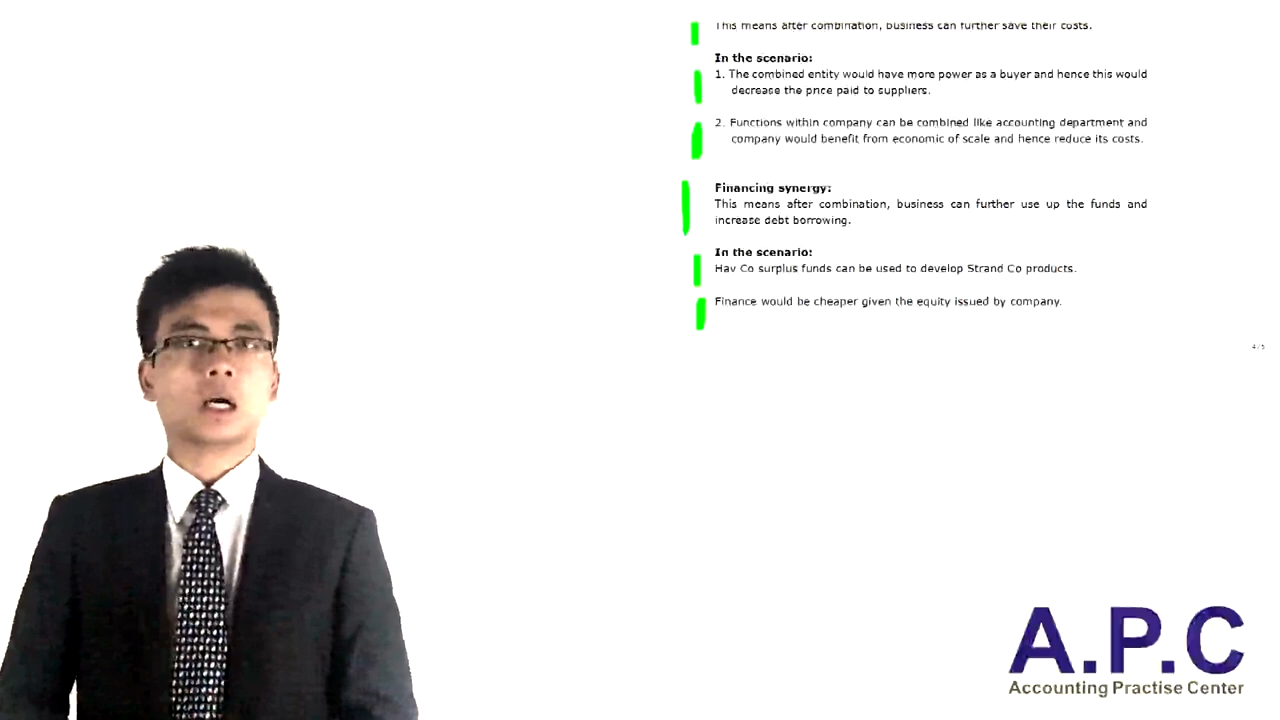 This means after combination, business can further save their costs.
In the scenario:
1. The combined entity would have more power as a buyer and hence this would
decrease the price paid to suppliers.
2. Functions within company can be combined like accounting department and
company would benefit from economic of scale and hence reduce its costs.
Financing synergy:
This means after combination, business can further use up the funds and
increase debt borrowing.
In the scenario:
Hav Co surplus funds can be used to develop Strand Co products.
Finance would be cheaper given the equity issued by company.
4 / 5
A.P.C
Accounting Practise Center